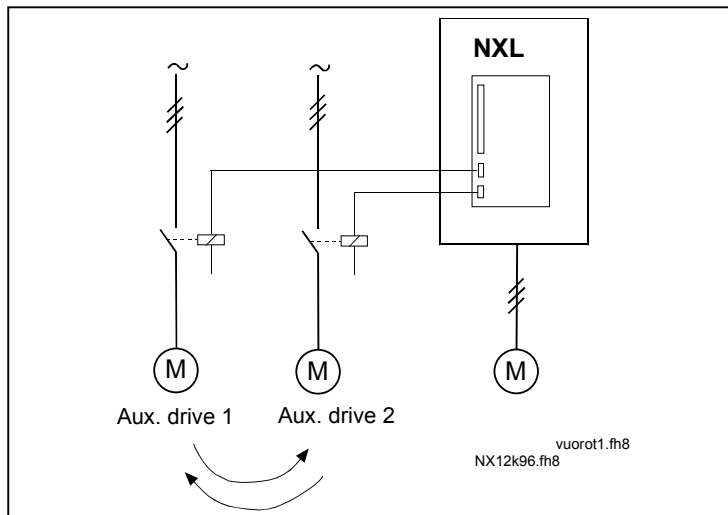 NXL
M
M
M
Aux. drive 1
Aux. drive 2
vuorot1.fh8
NX12k96.fh8